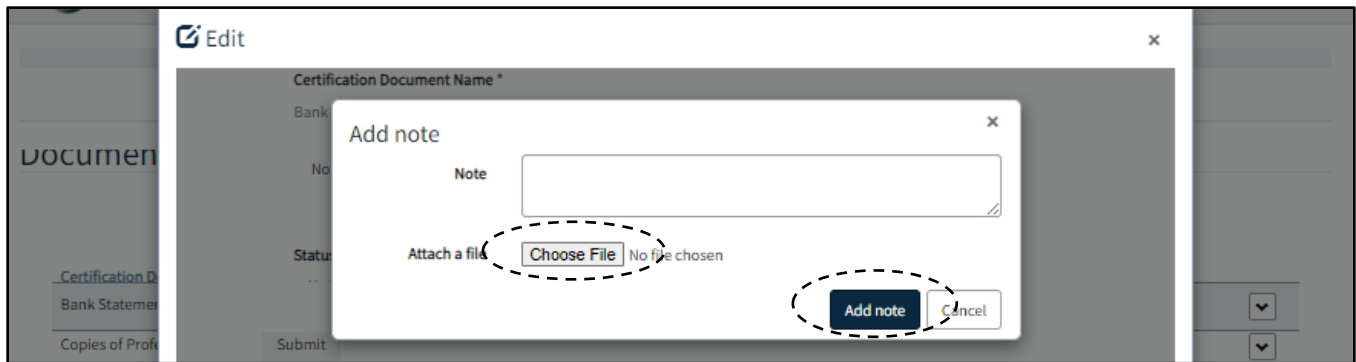 Edit
×
Certification Document Name *
Bank
Add note
×
Documen
No
Note
Attach a file
Choose File No file chosen
Status
Certification D
Bank Statemen
Add note Cancel
Copies of Profe
Submit